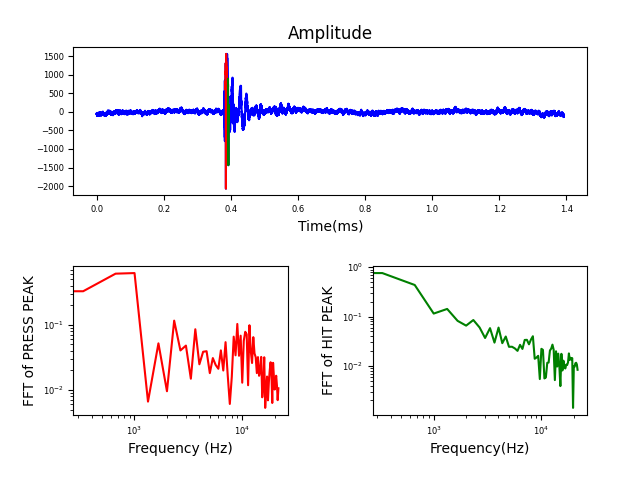 Amplitude
1500
1000
500
0
−500
−1000
−1500
−2000
0.0 0.2 0.4 0.6 0.8 1.0 1.2 1.4
Time(ms)
FFT of PRESS PEAK
10⁻¹
10⁻²
10³ 10⁴
Frequency (Hz)
FFT of HIT PEAK
10⁰
10⁻¹
10⁻²
10³ 10⁴
Frequency(Hz)